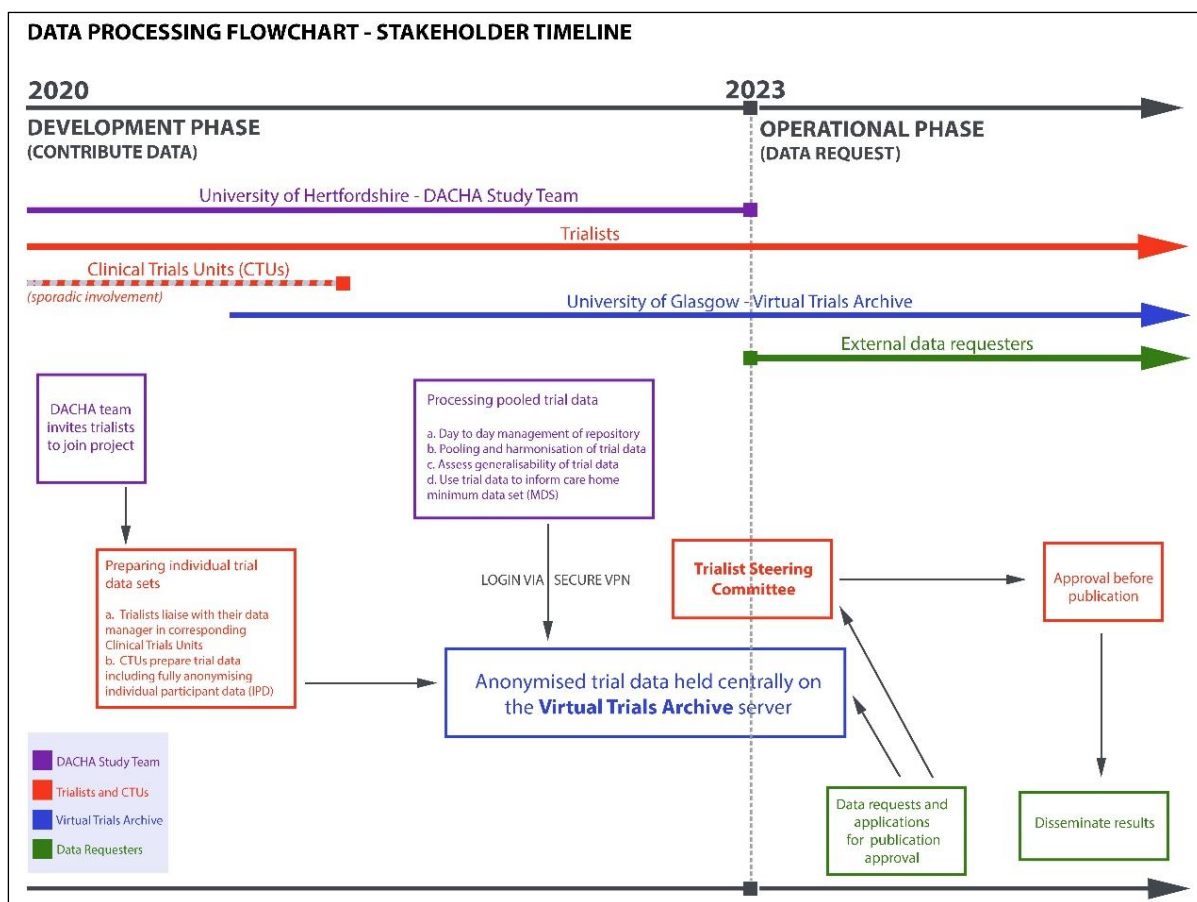 DATA PROCESSING FLOWCHART - STAKEHOLDER TIMELINE
2020
2023
DEVELOPMENT PHASE
(CONTRIBUTE DATA)
OPERATIONAL PHASE
(DATA REQUEST)
University of Hertfordshire - DACHA Study Team
Trialists
Clinical Trials Units (CTUs)
(sporadic involvement)
University of Glasgow - Virtual Trials Archive
External data requesters
DACHA team
invites trialists
to join project
Processing pooled trial data
a. Day to day management of repository
b. Pooling and harmonisation of trial data
c. Assess generalisability of trial data
d. Use trial data to inform care home
minimum data set (MDS)
Preparing individual trial
data sets
a. Trialists liaise with their data
manager in corresponding
Clinical Trials Units
b. CTUs prepare trial data
including fully anonymising
individual participant data (IPD)
LOGIN VIA SECURE VPN
Trialist Steering
Committee
Approval before
publication
Anonymised trial data held centrally on
the Virtual Trials Archive server
DACHA Study Team
Trialists and CTUs
Virtual Trials Archive
Data Requesters
Data requests and
applications
for publication
approval
Disseminate results